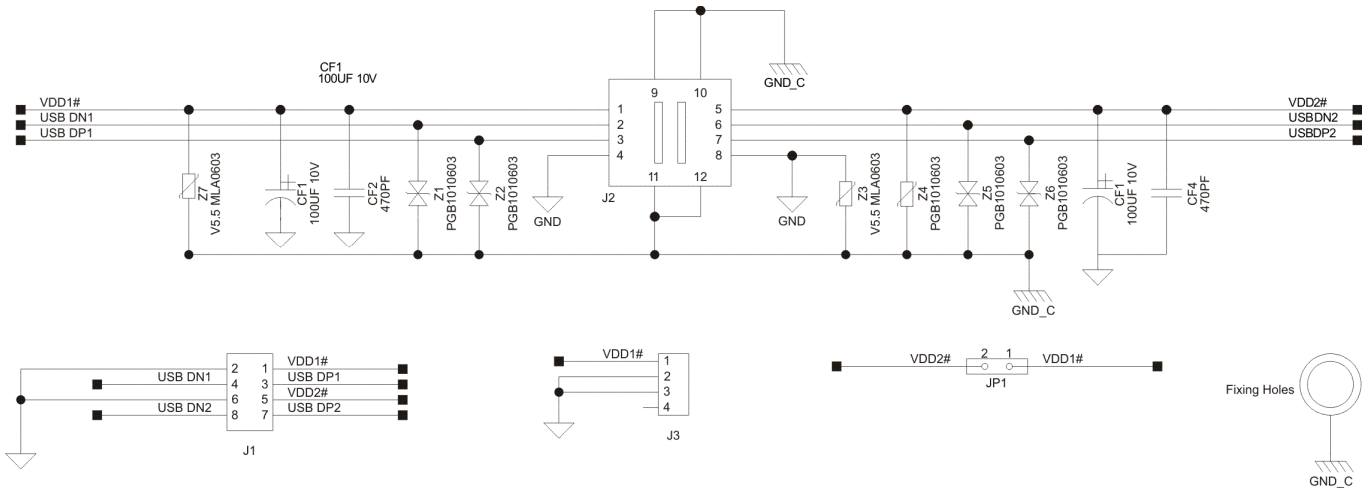 CF1
100UF 10V
GND_C
VDD1#
USB DN1
USB DP1
9 10
1 5
2 6
3 7
4 8
11 12
J2
VDD2#
USBDN2
USBDP2
Z7
V5.5 MLA0603
CF1
100UF 10V
CF2
470PF
Z1
PGB1010603
Z2
PGB1010603
GND
GND
Z3
V5.5 MLA0603
Z4
PGB1010603
Z5
PGB1010603
Z6
PGB1010603
CF1
100UF 10V
CF4
470PF
GND_C
2 1 VDD1#
USB DN1 4 3 USB DP1
6 5 VDD2#
USB DN2 8 7 USB DP2
J1
VDD1# 1
2
3
4
J3
VDD2# 2 1 VDD1#
JP1
Fixing Holes
GND_C